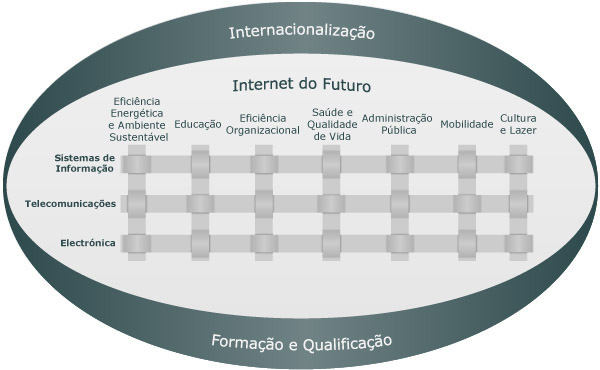 Internacionalização
Internet do Futuro
Eficiência
Energética
e Ambiente
Sustentável
Educação
Eficiência
Organizacional
Saúde e
Qualidade
de Vida
Administração
Pública
Mobilidade
Cultura
e Lazer
Sistemas de
Informação
Telecomunicações
Electrónica
Formação e Qualificação